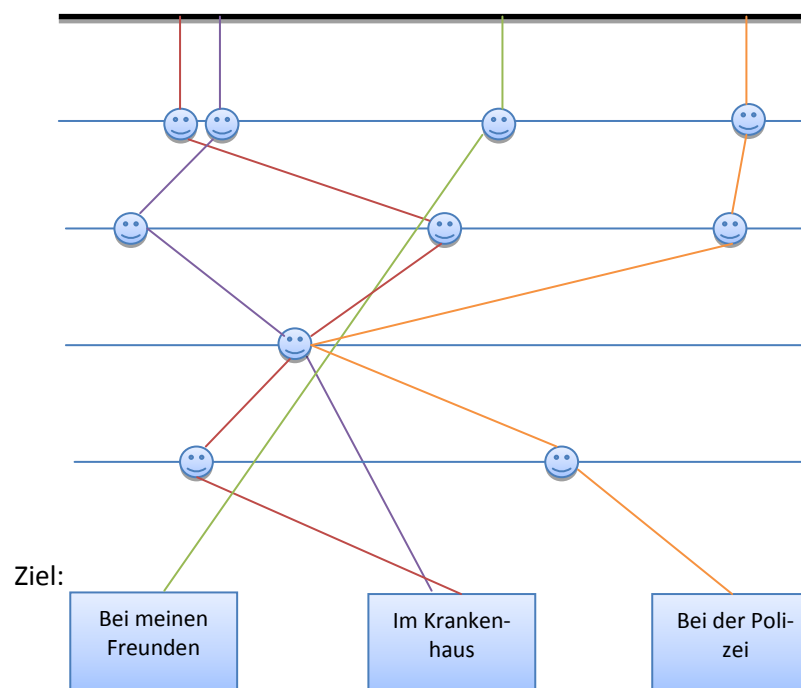 Ziel:
Bei meinen
Freunden
Im Kranken-
haus
Bei der Poli-
zei